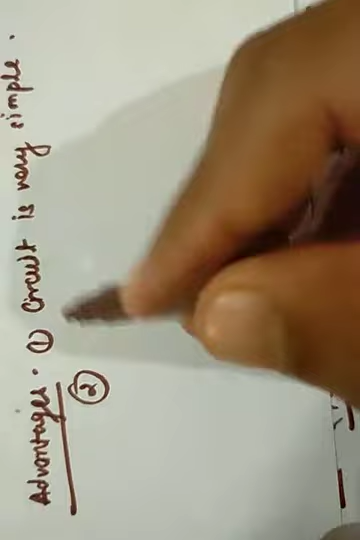 Advantages. ① Circuit is very simple.
②